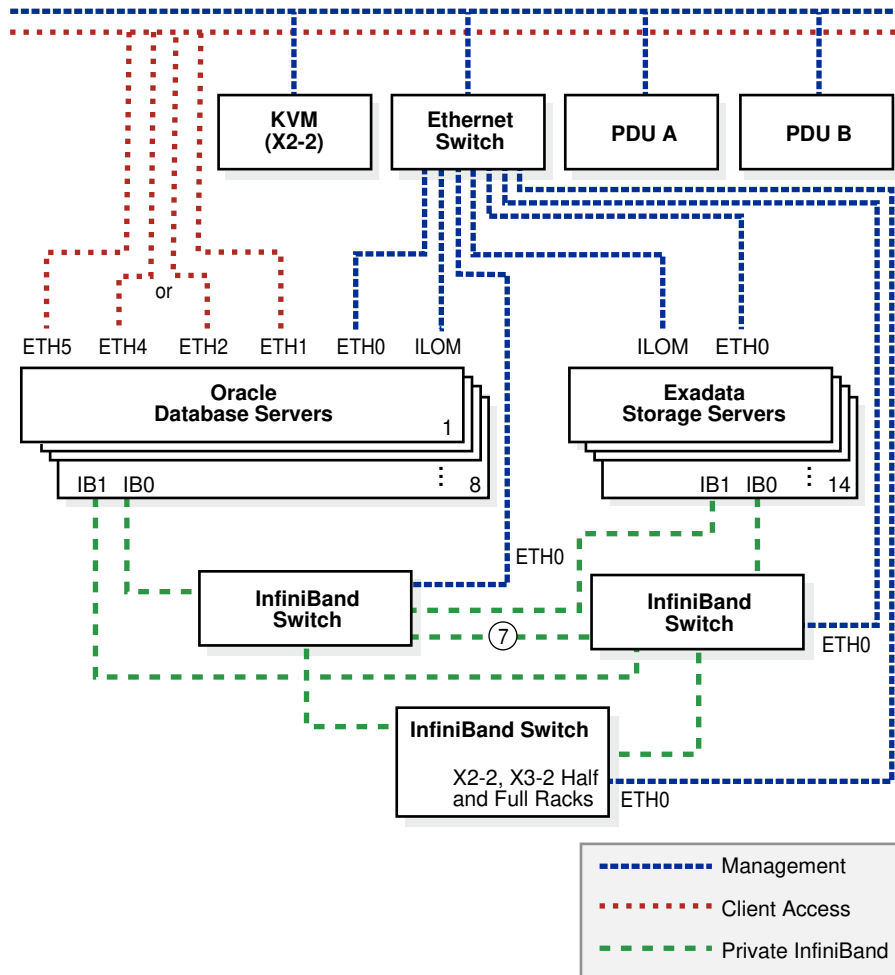 KVM
(X2-2)
Ethernet
Switch
PDU A
PDU B
or
ETH5
ETH4
ETH2
ETH1
ETH0
ILOM
ILOM
ETH0
Oracle
Database Servers
1
Exadata
Storage Servers
IB1
IB0
⋮
8
IB1
IB0
⋮
14
ETH0
InfiniBand
Switch
InfiniBand
Switch
7
ETH0
InfiniBand Switch
X2-2, X3-2 Half
and Full Racks
ETH0
Management
Client Access
Private InfiniBand